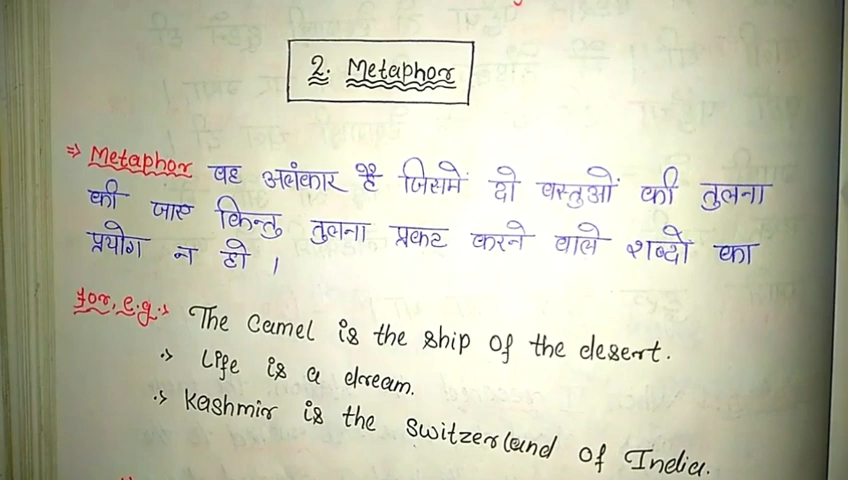 2. Metaphor
⇒ Metaphor वह अलंकार है जिसमें दो वस्तुओं की तुलना
की जाए किन्तु तुलना प्रकट करने वाले शब्दों का
प्रयोग न हो ।
For, e.g.:> The camel is the ship of the desert.
:> Life is a dream.
:> Kashmir is the Switzerland of India.